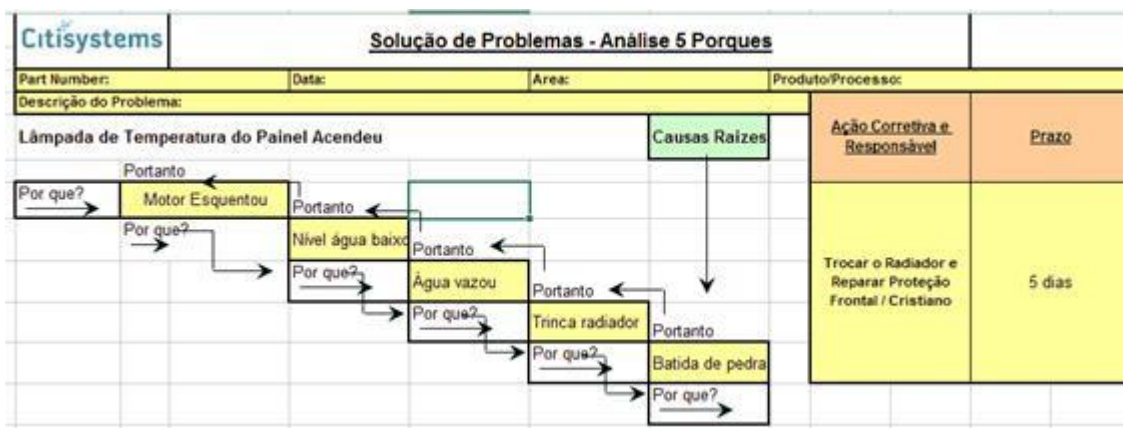 Citisystems
Solução de Problemas - Análise 5 Porques
Part Number:
Data:
Area:
Produto/Processo:
Descrição do Problema:
Lâmpada de Temperatura do Painel Acendeu
Causas Raízes
Ação Corretiva e
Responsável
Prazo
Portanto
Por que?
Motor Esquentou
Portanto
Por que?
Nível água baixo
Portanto
Por que?
Água vazou
Portanto
Por que?
Trinca radiador
Portanto
Por que?
Batida de pedra
Por que?
Trocar o Radiador e
Reparar Proteção
Frontal / Cristiano
5 dias